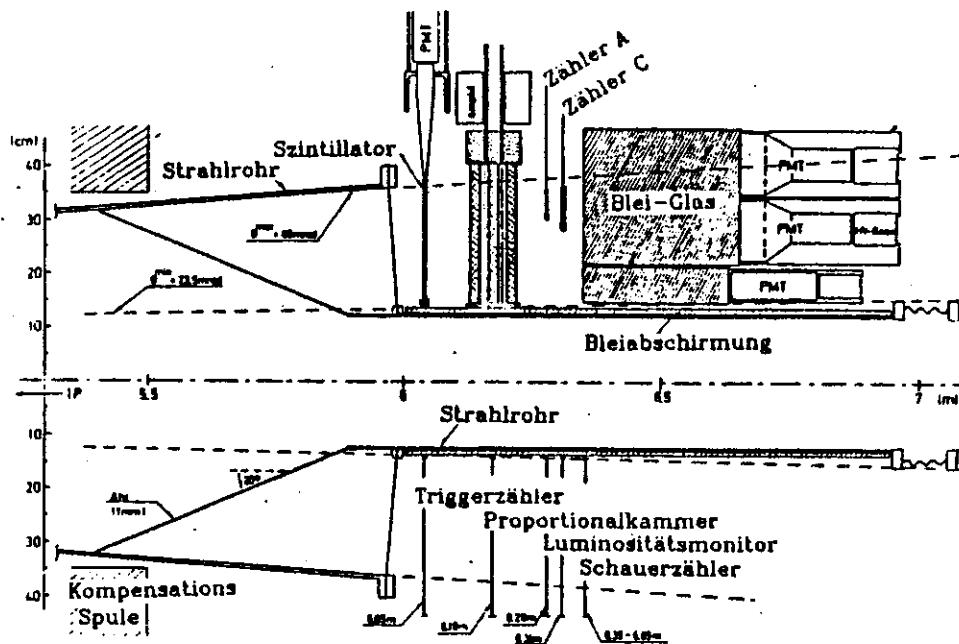 PMT
Zähler A
Zähler C
(cm)
40
Szintillator
Strahlrohr
30
Blei-Glas
PMT
PMT
20
PMT
10
Bleiabschirmung
IP
5.5
6
6.5
7
(m)
Strahlrohr
10
20
Triggerzähler
Proportionalkammer
Luminositätsmonitor
Schauerzähler
30
Kompensations
Spule
40